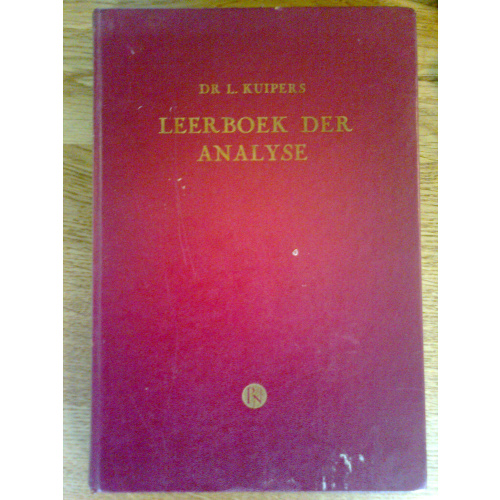 DR L. KUIPERS
LEERBOEK DER
ANALYSE